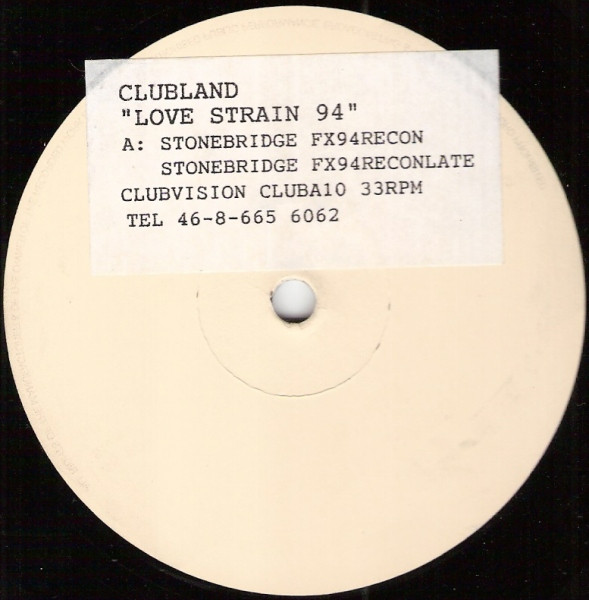 CLUBLAND
"LOVE STRAIN 94"
A: STONEBRIDGE FX94RECON
STONEBRIDGE FX94RECONLATE
CLUBVISION CLUBA10 33RPM
TEL 46-8-665 6062